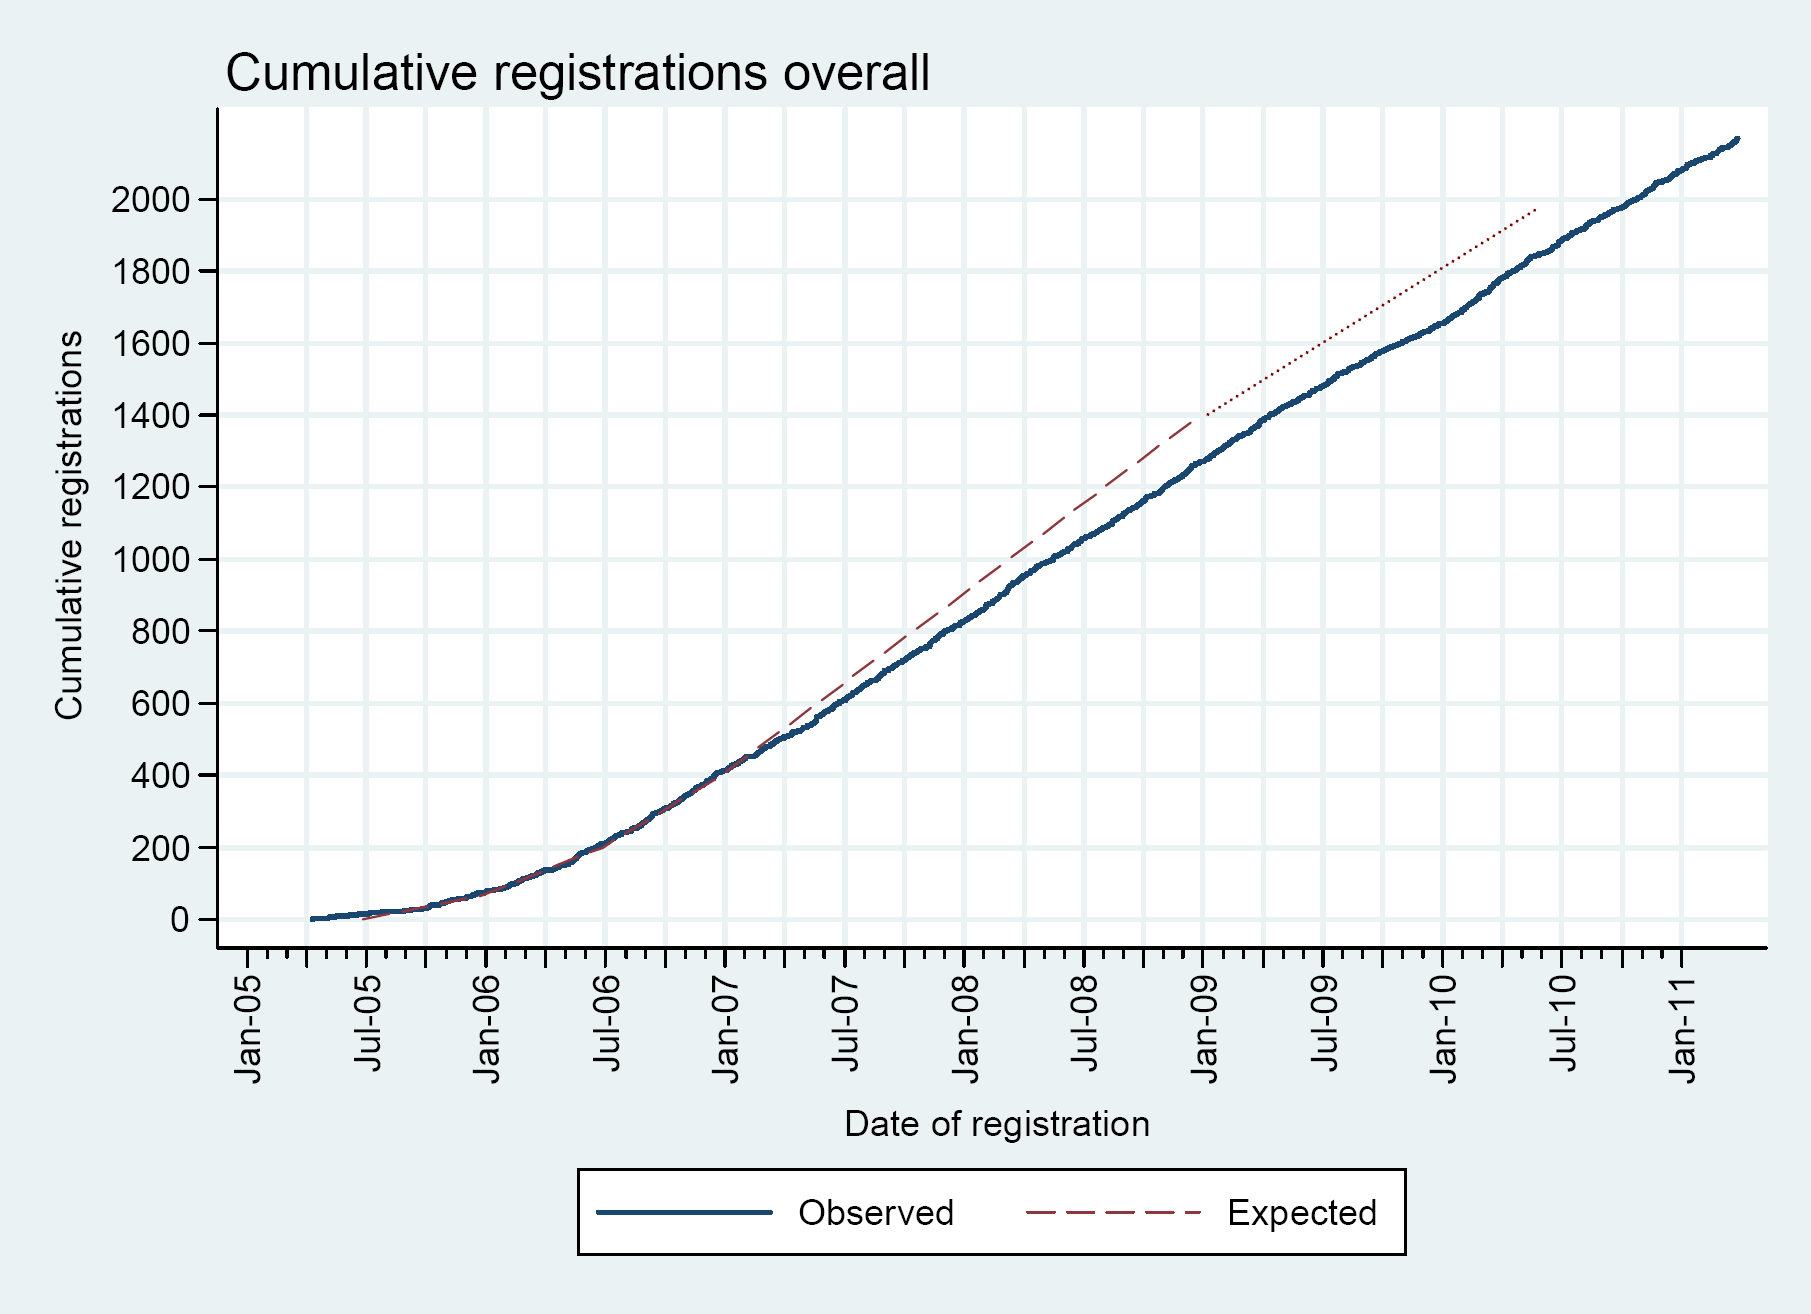 Cumulative registrations overall
Cumulative registrations
2000
1800
1600
1400
1200
1000
800
600
400
200
0
Jan-05
Jul-05
Jan-06
Jul-06
Jan-07
Jul-07
Jan-08
Jul-08
Jan-09
Jul-09
Jan-10
Jul-10
Jan-11
Date of registration
Observed
Expected